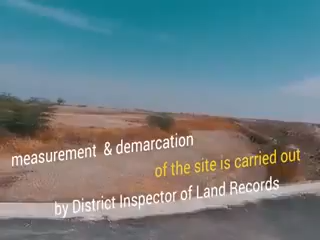 measurement & demarcation
of the site is carried out
by District Inspector of Land Records